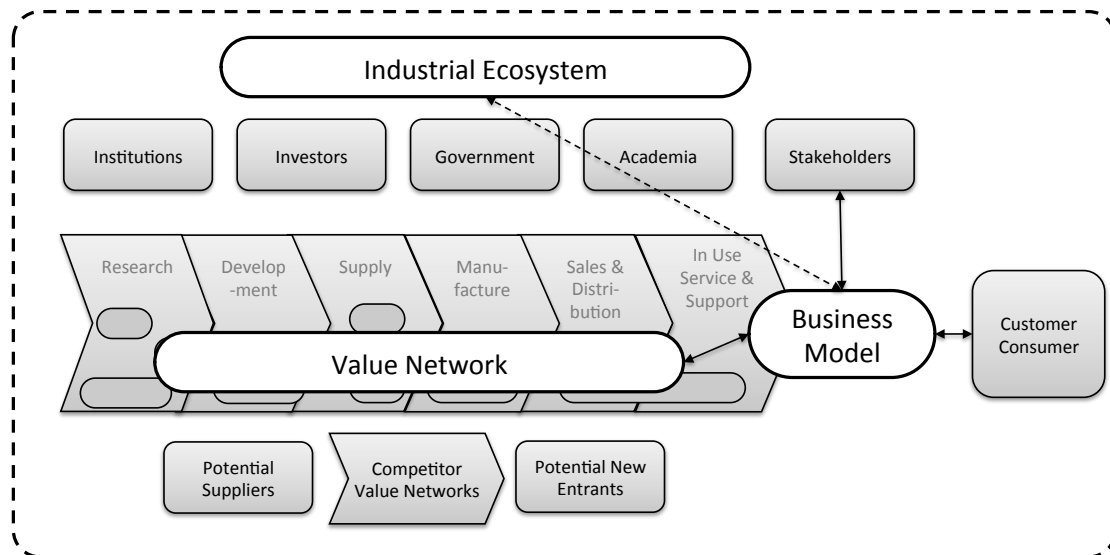 Industrial Ecosystem
Institutions
Investors
Government
Academia
Stakeholders
Research
Develop
-ment
Supply
Manu-
facture
Sales &
Distri-
bution
In Use
Service &
Support
Value Network
Business
Model
Customer
Consumer
Potential
Suppliers
Competitor
Value Networks
Potential New
Entrants